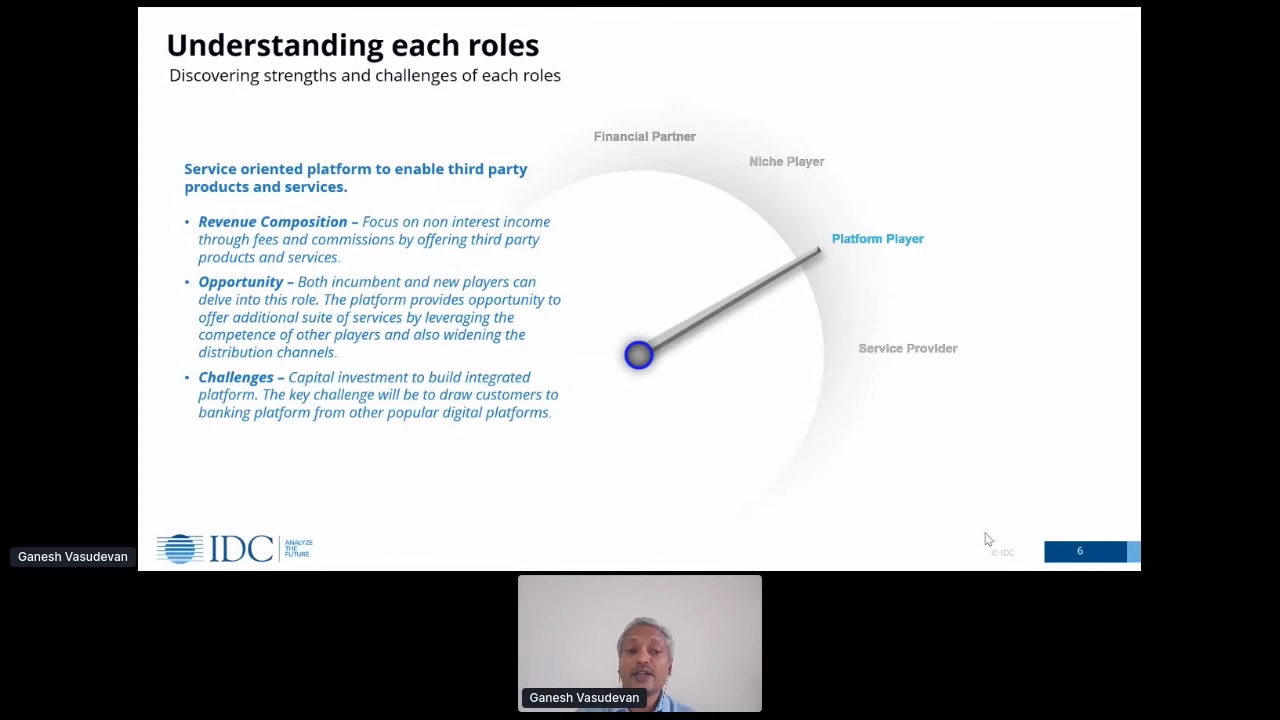 Understanding each roles
Discovering strengths and challenges of each roles
Financial Partner
Niche Player
Platform Player
Service Provider
Service oriented platform to enable third party
products and services.
• Revenue Composition – Focus on non interest income
through fees and commissions by offering third party
products and services.
• Opportunity – Both incumbent and new players can
delve into this role. The platform provides opportunity to
offer additional suite of services by leveraging the
competence of other players and also widening the
distribution channels.
• Challenges – Capital investment to build integrated
platform. The key challenge will be to draw customers to
banking platform from other popular digital platforms.
IDC
ANALYZE
THE
FUTURE
© IDC
6
Ganesh Vasudevan
Ganesh Vasudevan